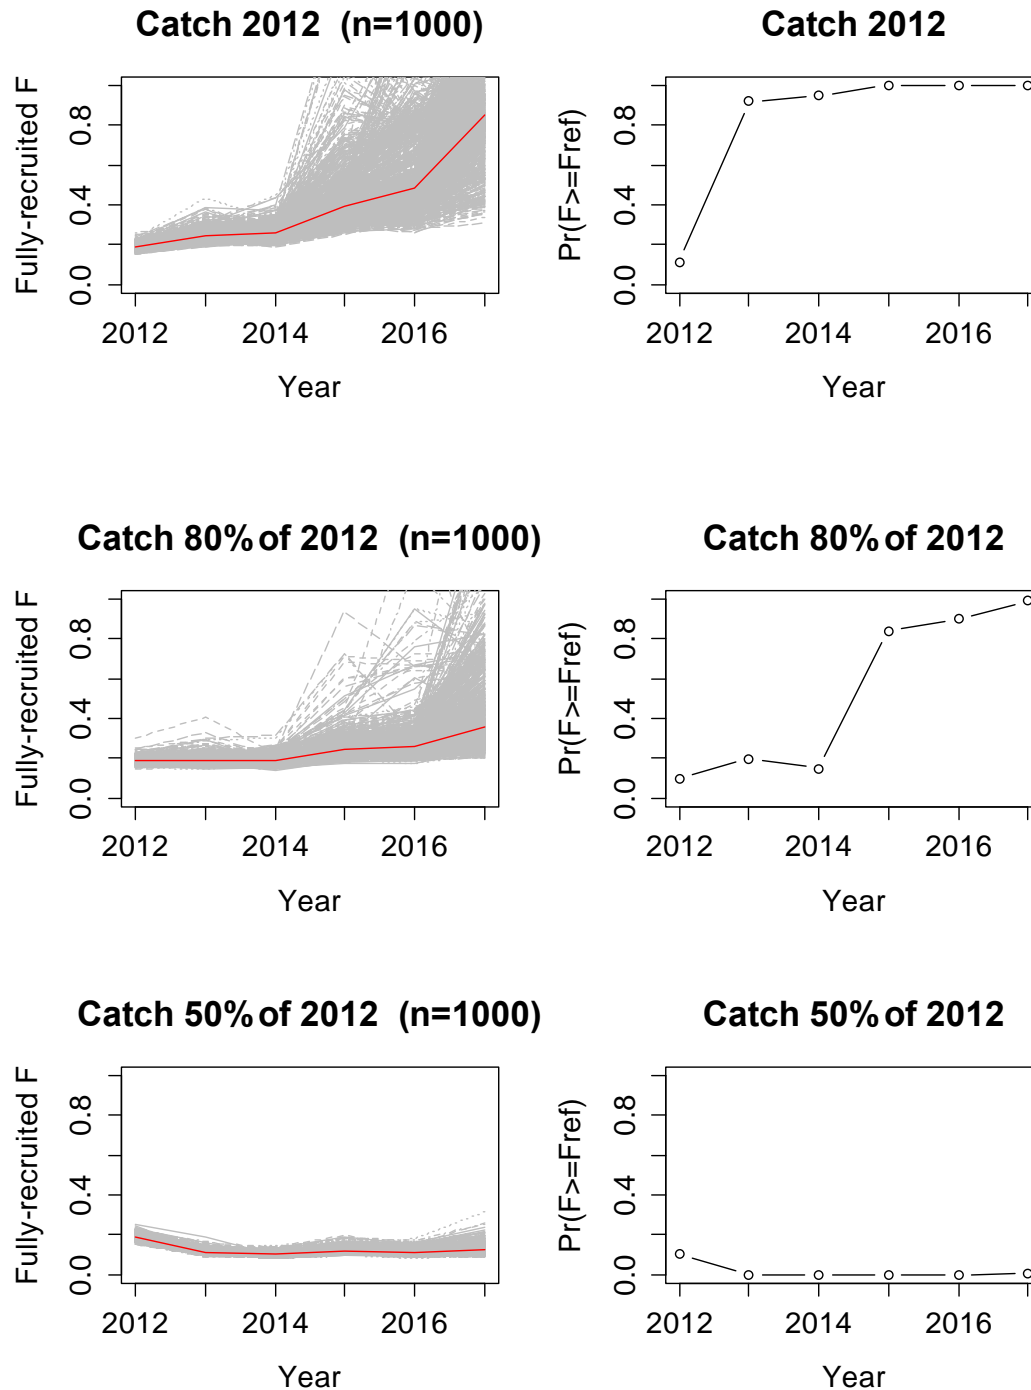 Catch 2012 (n=1000)
Fully-recruited F
0.0 0.4 0.8
2012 2014 2016
Year
Catch 2012
Pr(F>=Fref)
0.0 0.4 0.8
2012 2014 2016
Year
Catch 80% of 2012 (n=1000)
Fully-recruited F
0.0 0.4 0.8
2012 2014 2016
Year
Catch 80% of 2012
Pr(F>=Fref)
0.0 0.4 0.8
2012 2014 2016
Year
Catch 50% of 2012 (n=1000)
Fully-recruited F
0.0 0.4 0.8
2012 2014 2016
Year
Catch 50% of 2012
Pr(F>=Fref)
0.0 0.4 0.8
2012 2014 2016
Year